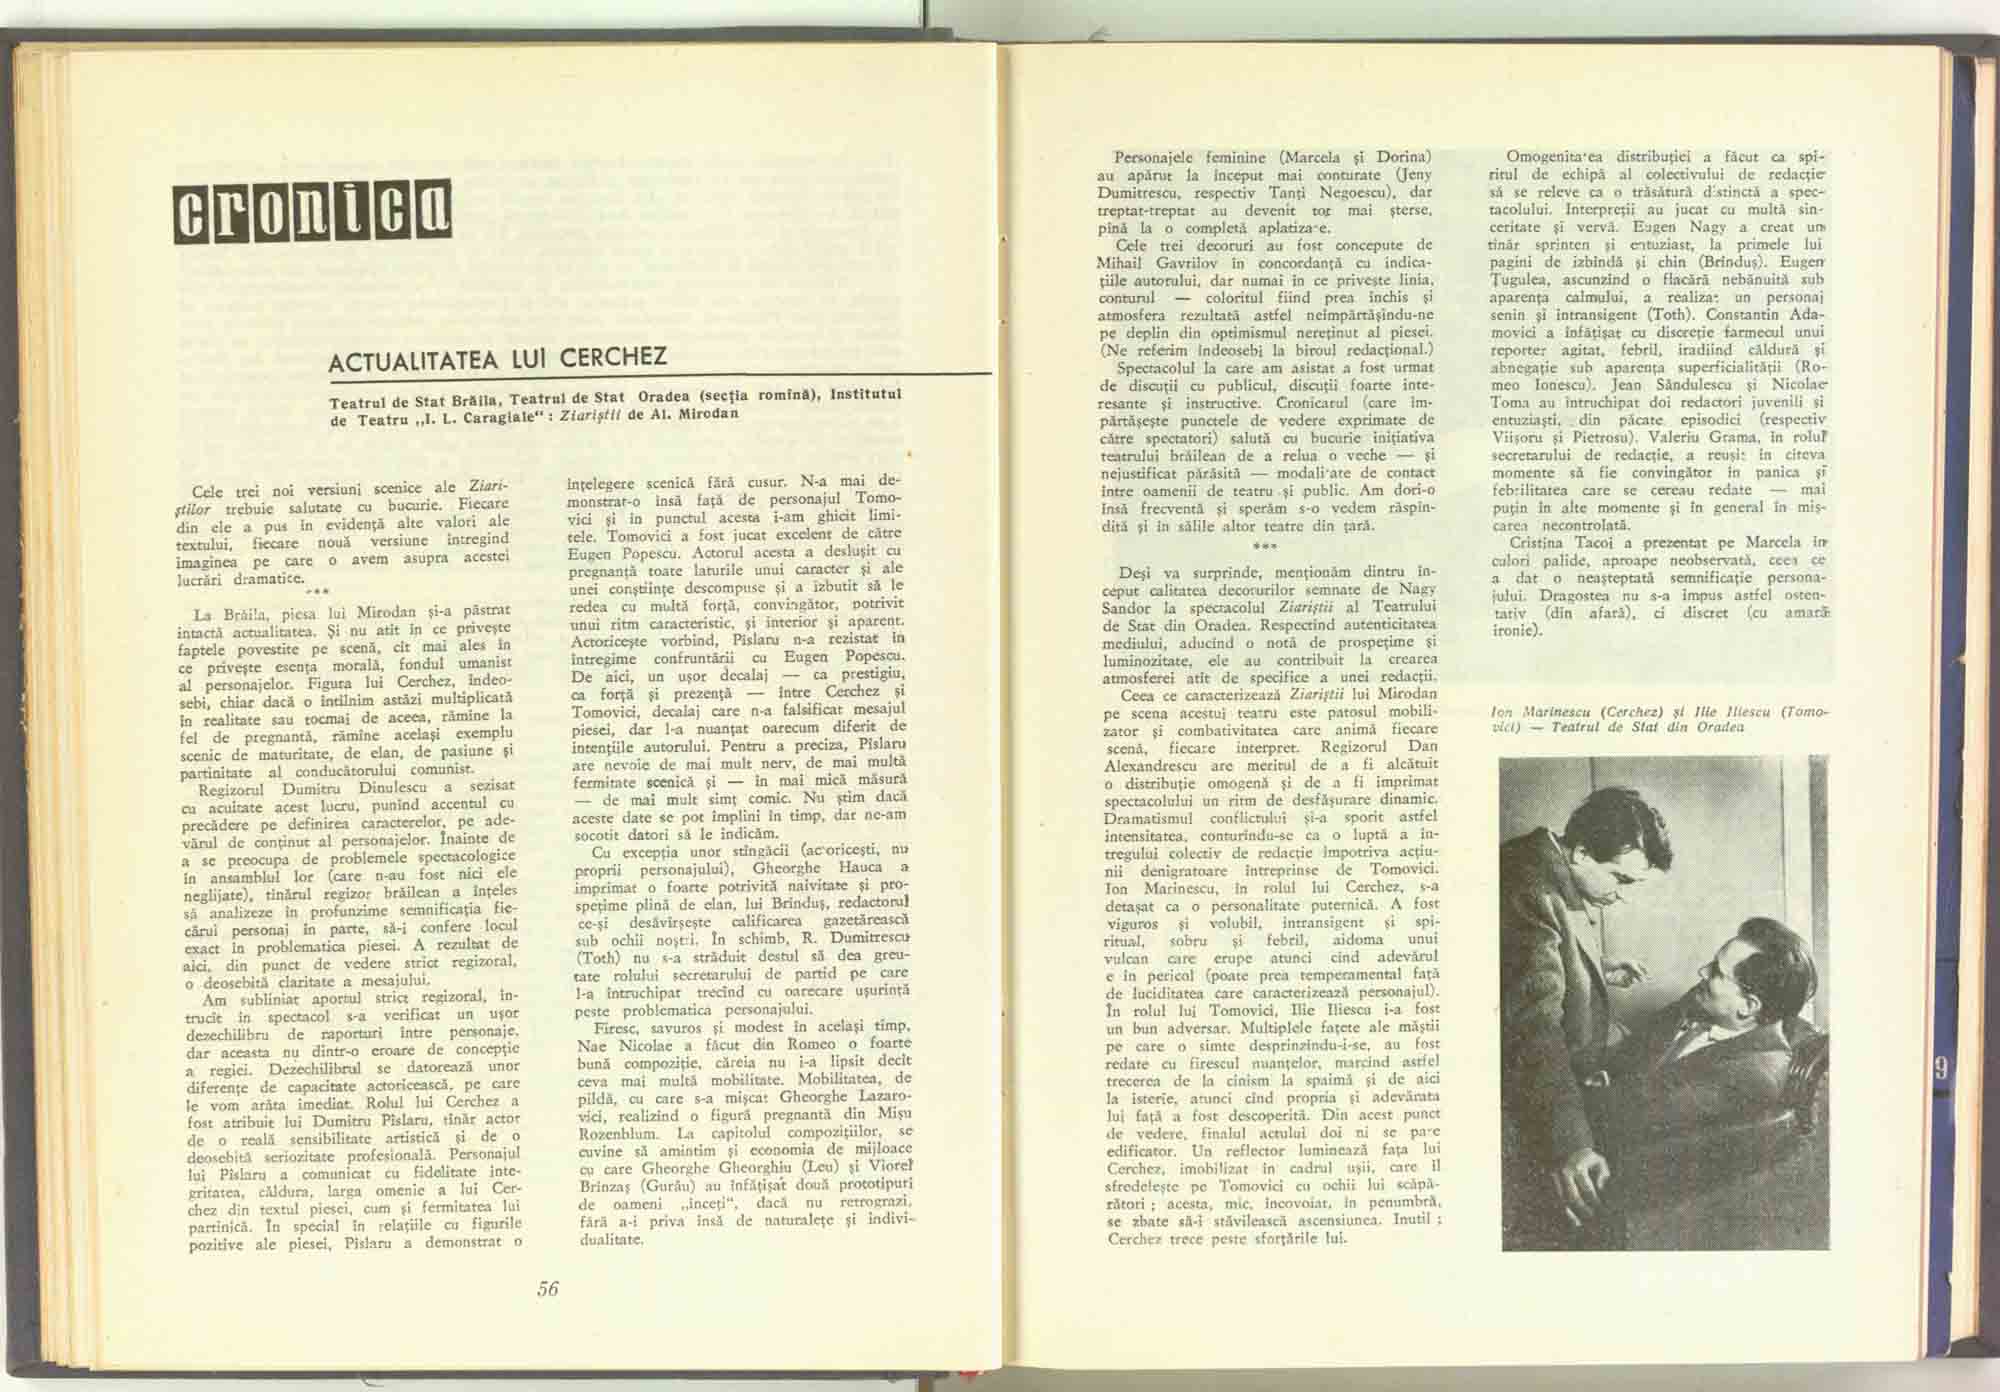 cronica
ACTUALITATEA LUI CERCHEZ
Teatrul de Stat Brăila, Teatrul de Stat Oradea (secția romînă), Institutul
de Teatru „I. L. Caragiale“ : Ziariștii de Al. Mirodan
Cele trei noi versiuni scenice ale Ziari-
știlor trebuie salutate cu bucurie. Fiecare
din ele a pus în evidență alte valori ale
textului, fiecare nouă versiune întregind
imaginea pe care o avem asupra acestei
lucrări dramatice.
***
La Brăila, piesa lui Mirodan și-a păstrat
intactă actualitatea. Și nu atît în ce privește
faptele povestite pe scenă, cît mai ales în
ce privește esența morală, fondul umanist
al personajelor. Figura lui Cerchez, îndeo-
sebi, chiar dacă o întîlnim astăzi multiplicată
în realitate sau tocmai de aceea, rămîne la
fel de pregnantă, rămîne același exemplu
scenic de maturitate, de elan, de pasiune și
partinitate al conducătorului comunist.
Regizorul Dumitru Dinulescu a sezisat
cu acuitate acest lucru, punînd accentul cu
precădere pe definirea caracterelor, pe ade-
vărul de conținut al personajelor. Înainte de
a se preocupa de problemele spectacologice
în ansamblul lor (care n-au fost nici ele
neglijate), tînărul regizor brăilean a înțeles
să analizeze în profunzime semnificația fie-
cărui personaj în parte, să-i confere locul
exact în problematica piesei. A rezultat de
aici, din punct de vedere strict regizoral,
o deosebită claritate a mesajului.
Am subliniat aportul strict regizoral, în-
trucît în spectacol s-a verificat un ușor
dezechilibru de raporturi între personaje,
dar aceasta nu dintr-o eroare de concepție
a regiei. Dezechilibrul se datorează unor
diferențe de capacitate actoricească, pe care
le vom arăta imediat. Rolul lui Cerchez a
fost atribuit lui Dumitru Pîslaru, tînăr actor
de o reală sensibilitate artistică și de o
deosebită seriozitate profesională. Personajul
lui Pîslaru a comunicat cu fidelitate inte-
gritatea, căldura, larga omenie a lui Cer-
chez din textul piesei, cum și fermitatea lui
partinică. În special în relațiile cu figurile
pozitive ale piesei, Pîslaru a demonstrat o
înțelegere scenică fără cusur. N-a mai de-
monstrat-o însă față de personajul Tomo-
vici și în punctul acesta i-am ghicit limi-
tele. Tomovici a fost jucat excelent de către
Eugen Popescu. Actorul acesta a deslușit cu
pregnanță toate laturile unui caracter și ale
unei conștiințe descompuse și a izbutit să le
redea cu multă forță, convingător, potrivit
unui ritm caracteristic, și interior și aparent.
Actoricește vorbind, Pîslaru n-a rezistat în
întregime confruntării cu Eugen Popescu.
De aici, un ușor decalaj — ca prestigiu,
ca forță și prezență — între Cerchez și
Tomovici, decalaj care n-a falsificat mesajul
piesei, dar l-a nuanțat oarecum diferit de
intențiile autorului. Pentru a preciza, Pîslaru
are nevoie de mai mult nerv, de mai multă
fermitate scenică și — în mai mică măsură
— de mai mult simț comic. Nu știm dacă
aceste date se pot împlini în timp, dar ne-am
socotit datori să le indicăm.
Cu excepția unor stîngăcii (actoricești, nu
proprii personajului), Gheorghe Hauca a
imprimat o foarte potrivită naivitate și pro-
spețime plină de elan, lui Brînduș, redactorul
ce-și desăvîrșește calificarea gazetărească
sub ochii noștri. În schimb, R. Dumitrescu
(Toth) nu s-a străduit destul să dea greu-
tate rolului secretarului de partid pe care
l-a întruchipat trecînd cu oarecare ușurință
peste problematica personajului.
Firesc, savuros și modest în același timp,
Nae Nicolae a făcut din Romeo o foarte
bună compoziție, căreia nu i-a lipsit decît
ceva mai multă mobilitate. Mobilitatea, de
pildă, cu care s-a mișcat Gheorghe Lazaro-
vici, realizînd o figură pregnantă din Mișu
Rozenblum. La capitolul compozițiilor, se
cuvine să amintim și economia de mijloace
cu care Gheorghe Gheorghiu (Leu) și Viorel
Brînzaș (Gurău) au înfățișat două prototipuri
de oameni „înceți“, dacă nu retrograzi,
fără a-i priva însă de naturalețe și indivi-
dualitate.
56
Personajele feminine (Marcela și Dorina)
au apărut la început mai conturate (Jeny
Dumitrescu, respectiv Tanți Negoescu), dar
treptat-treptat au devenit tot mai șterse,
pînă la o completă aplatizare.
Cele trei decoruri au fost concepute de
Mihail Gavrilov în concordanță cu indica-
țiile autorului, dar numai în ce privește linia,
conturul — coloritul fiind prea închis și
atmosfera rezultată astfel neîmpărtășindu-ne
pe deplin din optimismul nereținut al piesei.
(Ne referim îndeosebi la biroul redacțional.)
Spectacolul la care am asistat a fost urmat
de discuții cu publicul, discuții foarte inte-
resante și instructive. Cronicarul (care îm-
părtășește punctele de vedere exprimate de
către spectatori) salută cu bucurie inițiativa
teatrului brăilean de a relua o veche — și
nejustificat părăsită — modalitate de contact
între oamenii de teatru și public. Am dori-o
însă frecventă și sperăm s-o vedem răspîn-
dită și în sălile altor teatre din țară.
***
Deși va surprinde, menționăm dintru în-
ceput calitatea decorurilor semnate de Nagy
Sandor la spectacolul Ziariștii al Teatrului
de Stat din Oradea. Respectînd autenticitatea
mediului, aducînd o notă de prospețime și
luminozitate, ele au contribuit la crearea
atmosferei atît de specifice a unei redacții.
Ceea ce caracterizează Ziariștii lui Mirodan
pe scena acestui teatru este patosul mobili-
zator și combativitatea care animă fiecare
scenă, fiecare interpret. Regizorul Dan
Alexandrescu are meritul de a fi alcătuit
o distribuție omogenă și de a fi imprimat
spectacolului un ritm de desfășurare dinamic.
Dramatismul conflictului și-a sporit astfel
intensitatea, conturîndu-se ca o luptă a în-
tregului colectiv de redacție împotriva acțiu-
nii denigratoare întreprinse de Tomovici.
Ion Marinescu, în rolul lui Cerchez, s-a
detașat ca o personalitate puternică. A fost
viguros și volubil, intransigent și spi-
ritual, sobru și febril, aidoma unui
vulcan care erupe atunci cînd adevărul
e în pericol (poate prea temperamental față
de luciditatea care caracterizează personajul).
În rolul lui Tomovici, Ilie Iliescu i-a fost
un bun adversar. Multiplele fațete ale măștii
pe care o simte desprinzîndu-i-se, au fost
redate cu firescul nuanțelor, marcînd astfel
trecerea de la cinism la spaimă și de aici
la isterie, atunci cînd propria și adevărata
lui față a fost descoperită. Din acest punct
de vedere, finalul actului doi ni se pare
edificator. Un reflector luminează fața lui
Cerchez, imobilizat în cadrul ușii, care îl
sfredelește pe Tomovici cu ochii lui scăpă-
rători ; acesta, mic, încovoiat, în penumbră,
se zbate să-i stăvilească ascensiunea. Inutil ;
Cerchez trece peste sforțările lui.
Omogenitatea distribuției a făcut ca spi-
ritul de echipă al colectivului de redacție
să se releve ca o trăsătură distinctă a spec-
tacolului. Interpreții au jucat cu multă sin-
ceritate și vervă. Eugen Nagy a creat un
tînăr sprinten și entuziast, la primele lui
pagini de izbîndă și chin (Brînduș). Eugen
Țugulea, ascunzînd o flacără nebănuită sub
aparența calmului, a realizat un personaj
senin și intransigent (Toth). Constantin Ada-
movici a înfățișat cu discreție farmecul unui
reporter agitat, febril, iradiind căldură și
abnegație sub aparența superficialității (Ro-
meo Ionescu). Jean Săndulescu și Nicolae
Toma au întruchipat doi redactori juvenili și
entuziaști, din păcate episodici (respectiv
Viișoru și Pietrosu). Valeriu Grama, în rolul
secretarului de redacție, a reușit în cîteva
momente să fie convingător în panica și
febrilitatea care se cereau redate — mai
puțin în alte momente și în general în miș-
carea necontrolată.
Cristina Tacoi a prezentat pe Marcela în
culori palide, aproape neobservată, ceea ce
a dat o neașteptată semnificație persona-
jului. Dragostea nu s-a impus astfel osten-
tativ (din afară), ci discret (cu amară
ironie).
Ion Marinescu (Cerchez) și Ilie Iliescu (Tomo-
vici) — Teatrul de Stat din Oradea
9